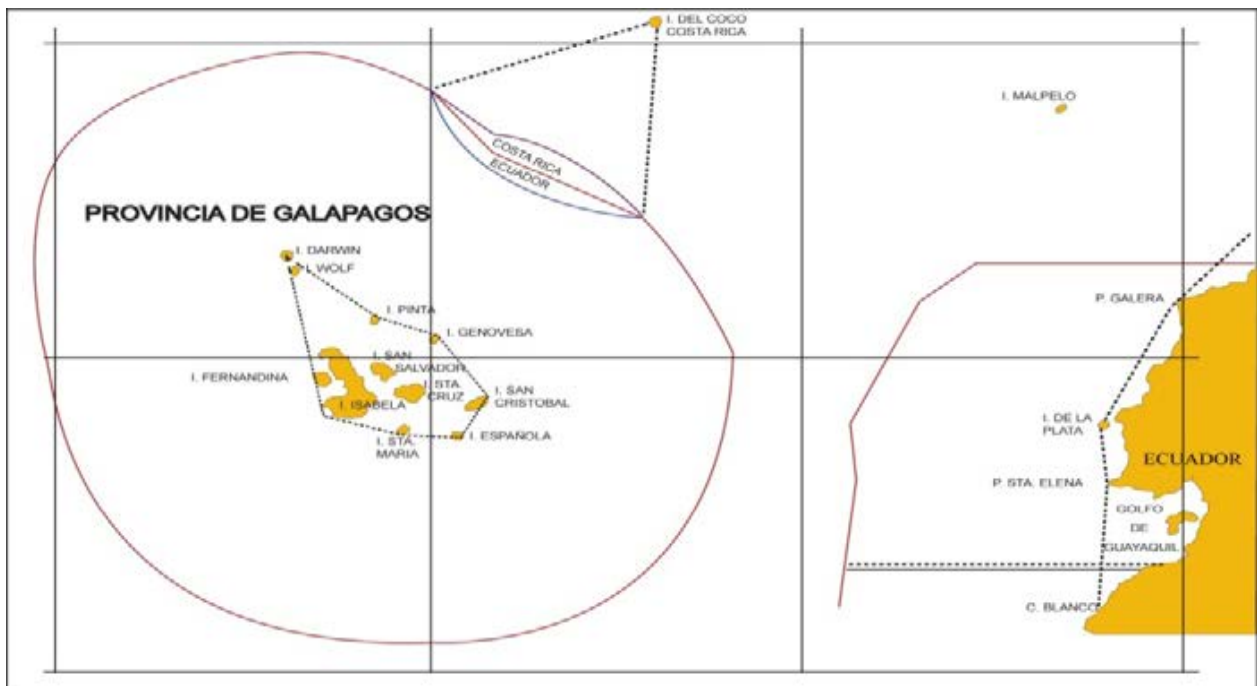 I. DEL COCO
COSTA RICA
I. MALPELO
COSTA RICA
ECUADOR
PROVINCIA DE GALAPAGOS
I. DARWIN
I. WOLF
I. PINTA
I. GENOVESA
P. GALERA
I. SAN
SALVADOR
I. FERNANDINA
I. STA
CRUZ
I. SAN
CRISTOBAL
I. ISABELA
I. STA.
MARIA
I. ESPAÑOLA
I. DE LA
PLATA
ECUADOR
P. STA. ELENA
GOLFO
DE
GUAYAQUIL
C. BLANCO